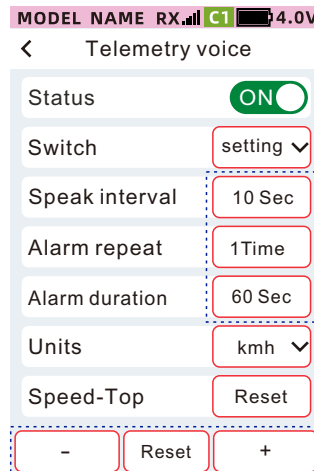 MODEL NAME RX C1 4.0V
< Telemetry voice
Status ON
Switch setting
Speak interval 10 Sec
Alarm repeat 1Time
Alarm duration 60 Sec
Units kmh
Speed-Top Reset
- Reset +